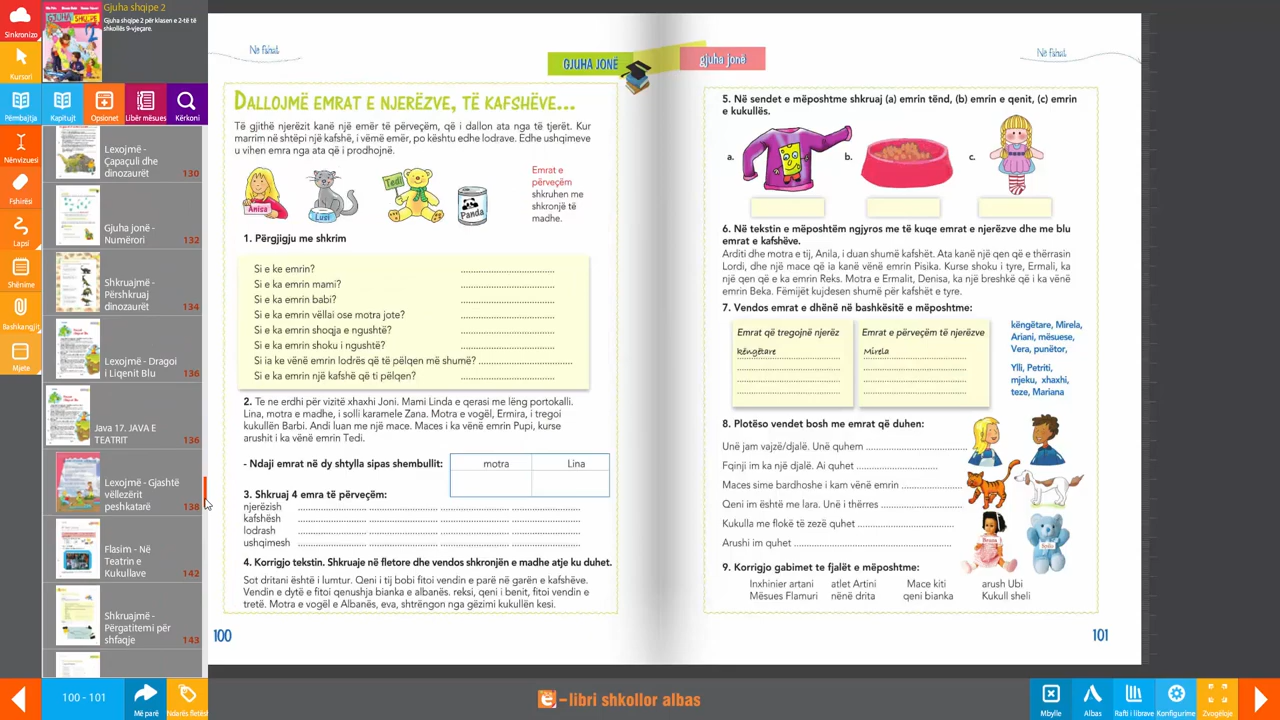 Sinkronizo
Kursori
Përmbajtja
Kapitujt
Opsionet
Libër mësues
Kërkoni
Nënvizuesi
Fshirësi
Lapsi
Shënime
Bashkangjit
Mjete
GJUHA SHQIPE
2
Gjuha shqipe 2
Gjuha shqipe 2 për klasen e 2-të të
shkollës 9-vjeçare.
Lexojmë -
Çapaçuli dhe
dinozaurët 130
Gjuha jonë -
Numërori 132
Shkruajmë -
Përshkruaj
dinozaurët 134
Lexojmë - Dragoi
i Liqenit Blu 136
Java 17. JAVA E
TEATRIT 136
Lexojmë - Gjashtë
vëllezërit
peshkatarë 138
Flasim - Në
Teatrin e
Kukullave 142
Shkruajmë -
Përgatitemi për
shfaqje 143
Në fshat
GJUHA JONË
DALLOJMË EMRAT E NJERËZVE, TË KAFSHËVE...
Të gjithë njerëzit kanë një emër të përveçëm, që i dallon ata nga të tjerët. Kur
marrim në shtëpi një kafshë, i vëmë emër, po kështu edhe lodrave. Edhe ushqimeve
u vihen emra nga ata që i prodhojnë.
Anisa
Lusi
Tedi
Panda
Emrat e
përveçëm
shkruhen me
shkronjë të
madhe.
1. Përgjigju me shkrim
Si e ke emrin? ................................
Si e ka emrin mami? ................................
Si e ka emrin babi? ................................
Si e ka emrin vëllai ose motra jote? ................................
Si e ka emrin shoqja e ngushtë? ................................
Si e ka emrin shoku i ngushtë? ................................
Si ia ke vënë emrin lodrës që të pëlqen më shumë? ................................
Si e ka emrin një kafshë që ti pëlqen? ................................
2. Te ne erdhi për vizitë xhaxhi Joni. Mami Linda e qerasi me lëng portokalli.
Lina, motra e madhe, i solli karamele Zana. Motra e vogël, Ermira, i tregoi
kukullën Barbi. Andi luan me një mace. Maces i ka vënë emrin Pupi, kurse
arushit i ka vënë emrin Tedi.
- Ndaji emrat në dy shtylla sipas shembullit:
motra Lina
3. Shkruaj 4 emra të përveçëm:
njerëzish ................................
kafshësh ................................
lodrash ................................
ushqimesh ................................
4. Korrigjo tekstin. Shkruaje në fletore dhe vendos shkronjën e madhe atje ku duhet.
Sot dritani është i lumtur. Qeni i tij bobi fitoi vendin e parë në garën e kafshëve.
Vendin e dytë e fitoi qenushja bianka e albanës. reksi, qeni i benit, fitoi vendin e
tretë. Motra e vogël e Albanës, eva, shtrëngon nga gëzimi kukullën kesi.
100
gjuha jonë
Në fshat
5. Në sendet e mëposhtme shkruaj (a) emrin tënd, (b) emrin e qenit, (c) emrin
e kukullës.
a. b. c.
6. Në tekstin e mëposhtëm ngjyros me të kuqe emrat e njerëzve dhe me blu
emrat e kafshëve.
Arditi dhe motra e tij, Anila, i duan shumë kafshët. Ata kanë një qen që e thërrasin
Lordi, dhe një mace që ia kanë vënë emrin Pisika. Kurse shoku i tyre, Ermali, ka
një qen që e ka emrin Reks. Motra e Ermalit, Denisa, ka një breshkë që i ka vënë
emrin Beka. Fëmijët kujdesen shumë për kafshët e tyre.
7. Vendos emrat e dhënë në bashkësitë e mëposhtme:
Emrat që tregojnë njerëz
këngëtare
Emrat e përveçëm të njerëzve
Mirela
këngëtare, Mirela,
Ariani, mësuese,
Vera, punëtor,
Ylli, Petriti,
mjeku, xhaxhi,
teze, Mariana
8. Plotëso vendet bosh me emrat që duhen:
Unë jam vajzë/djalë. Unë quhem ................................
Fqinji im ka një djalë. Ai quhet ................................
Maces sime bardhoshe i kam vënë emrin ................................
Qeni im është me lara. Unë i thërres ................................
Kukulla me flokë të zezë quhet ................................
Arushi im quhet ................................
9. Korrigjo gabimet te fjalët e mëposhtme:
Inxhinier artani atlet Artini Mace kiti arush Ubi
Mësues Flamuri nënë drita qeni bianka Kukull sheli
101
100 - 101
Më parë
Ndarës fletësh
e-libri shkollor albas
Mbylle
Albas
Rafti i librave
Konfigurime
Zvogëloje